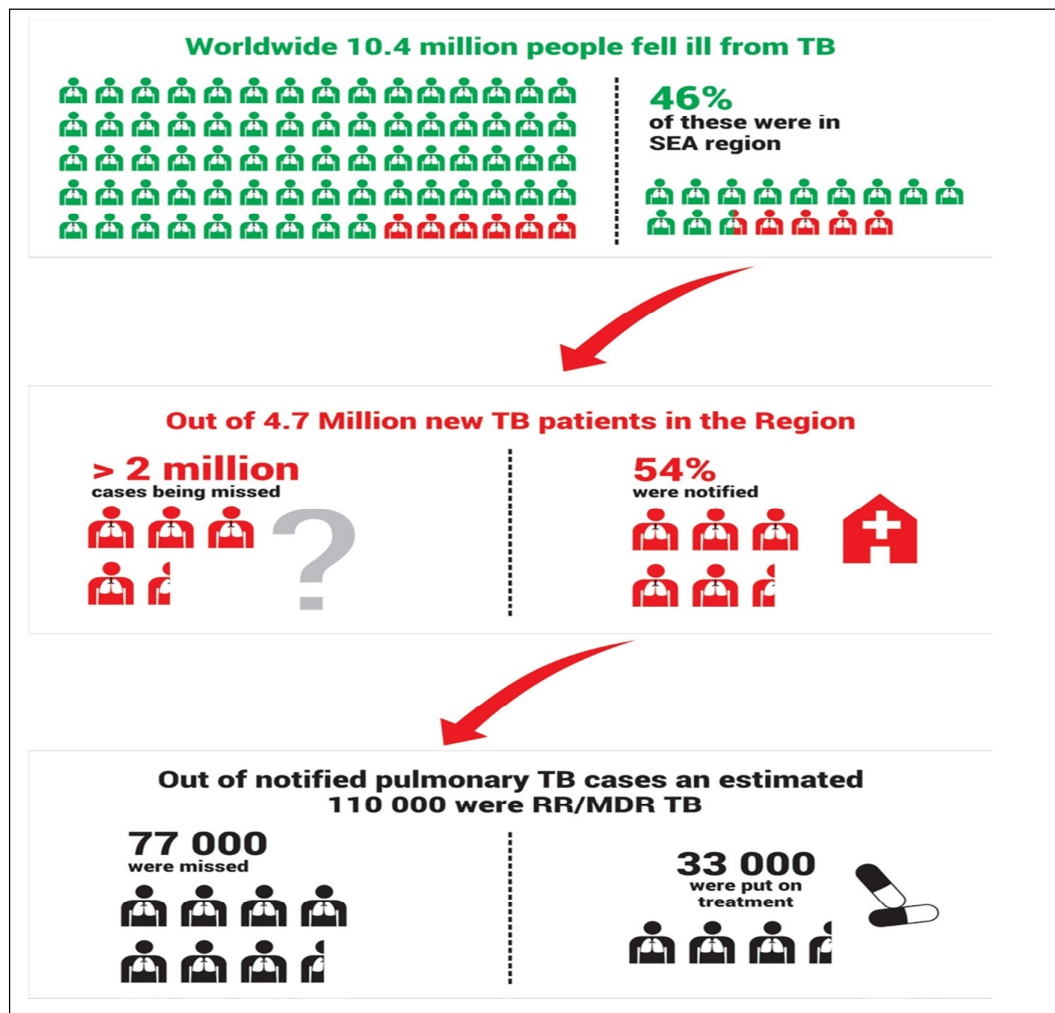 Worldwide 10.4 million people fell ill from TB
46%
of these were in
SEA region
Out of 4.7 Million new TB patients in the Region
> 2 million
cases being missed
?
54%
were notified
Out of notified pulmonary TB cases an estimated
110 000 were RR/MDR TB
77 000
were missed
33 000
were put on
treatment